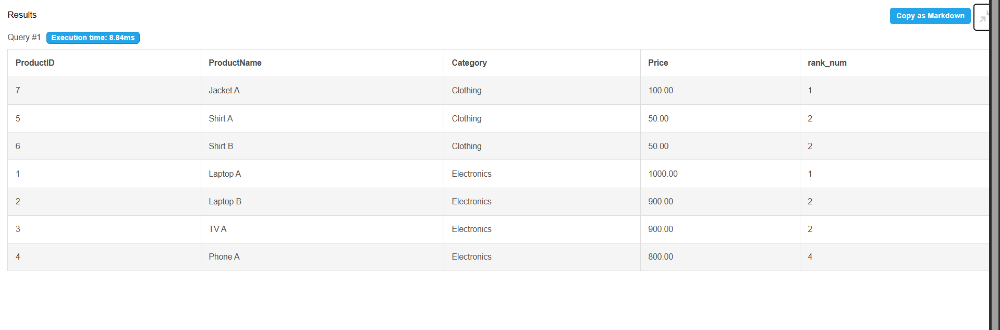 Results
Copy as Markdown
Query #1 Execution time: 8.84ms
ProductID ProductName Category Price rank_num
7 Jacket A Clothing 100.00 1
5 Shirt A Clothing 50.00 2
6 Shirt B Clothing 50.00 2
1 Laptop A Electronics 1000.00 1
2 Laptop B Electronics 900.00 2
3 TV A Electronics 900.00 2
4 Phone A Electronics 800.00 4